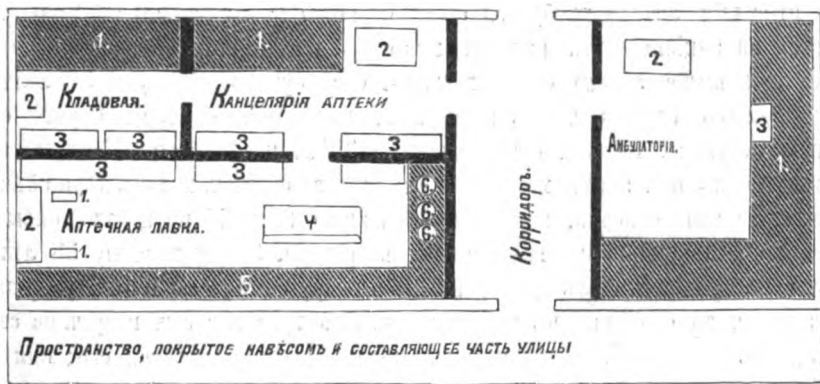 1. 1. 2 2
2 Кладовая. Канцелярія аптеки
3 3 3 3 3
Амбулаторія. 1.
3 3
1. 6.
2 Аптечная лавка. 4 6.
6.
1.
Корридоръ.
5
Пространство, покрытое навѣсомъ и составляющее часть улицы